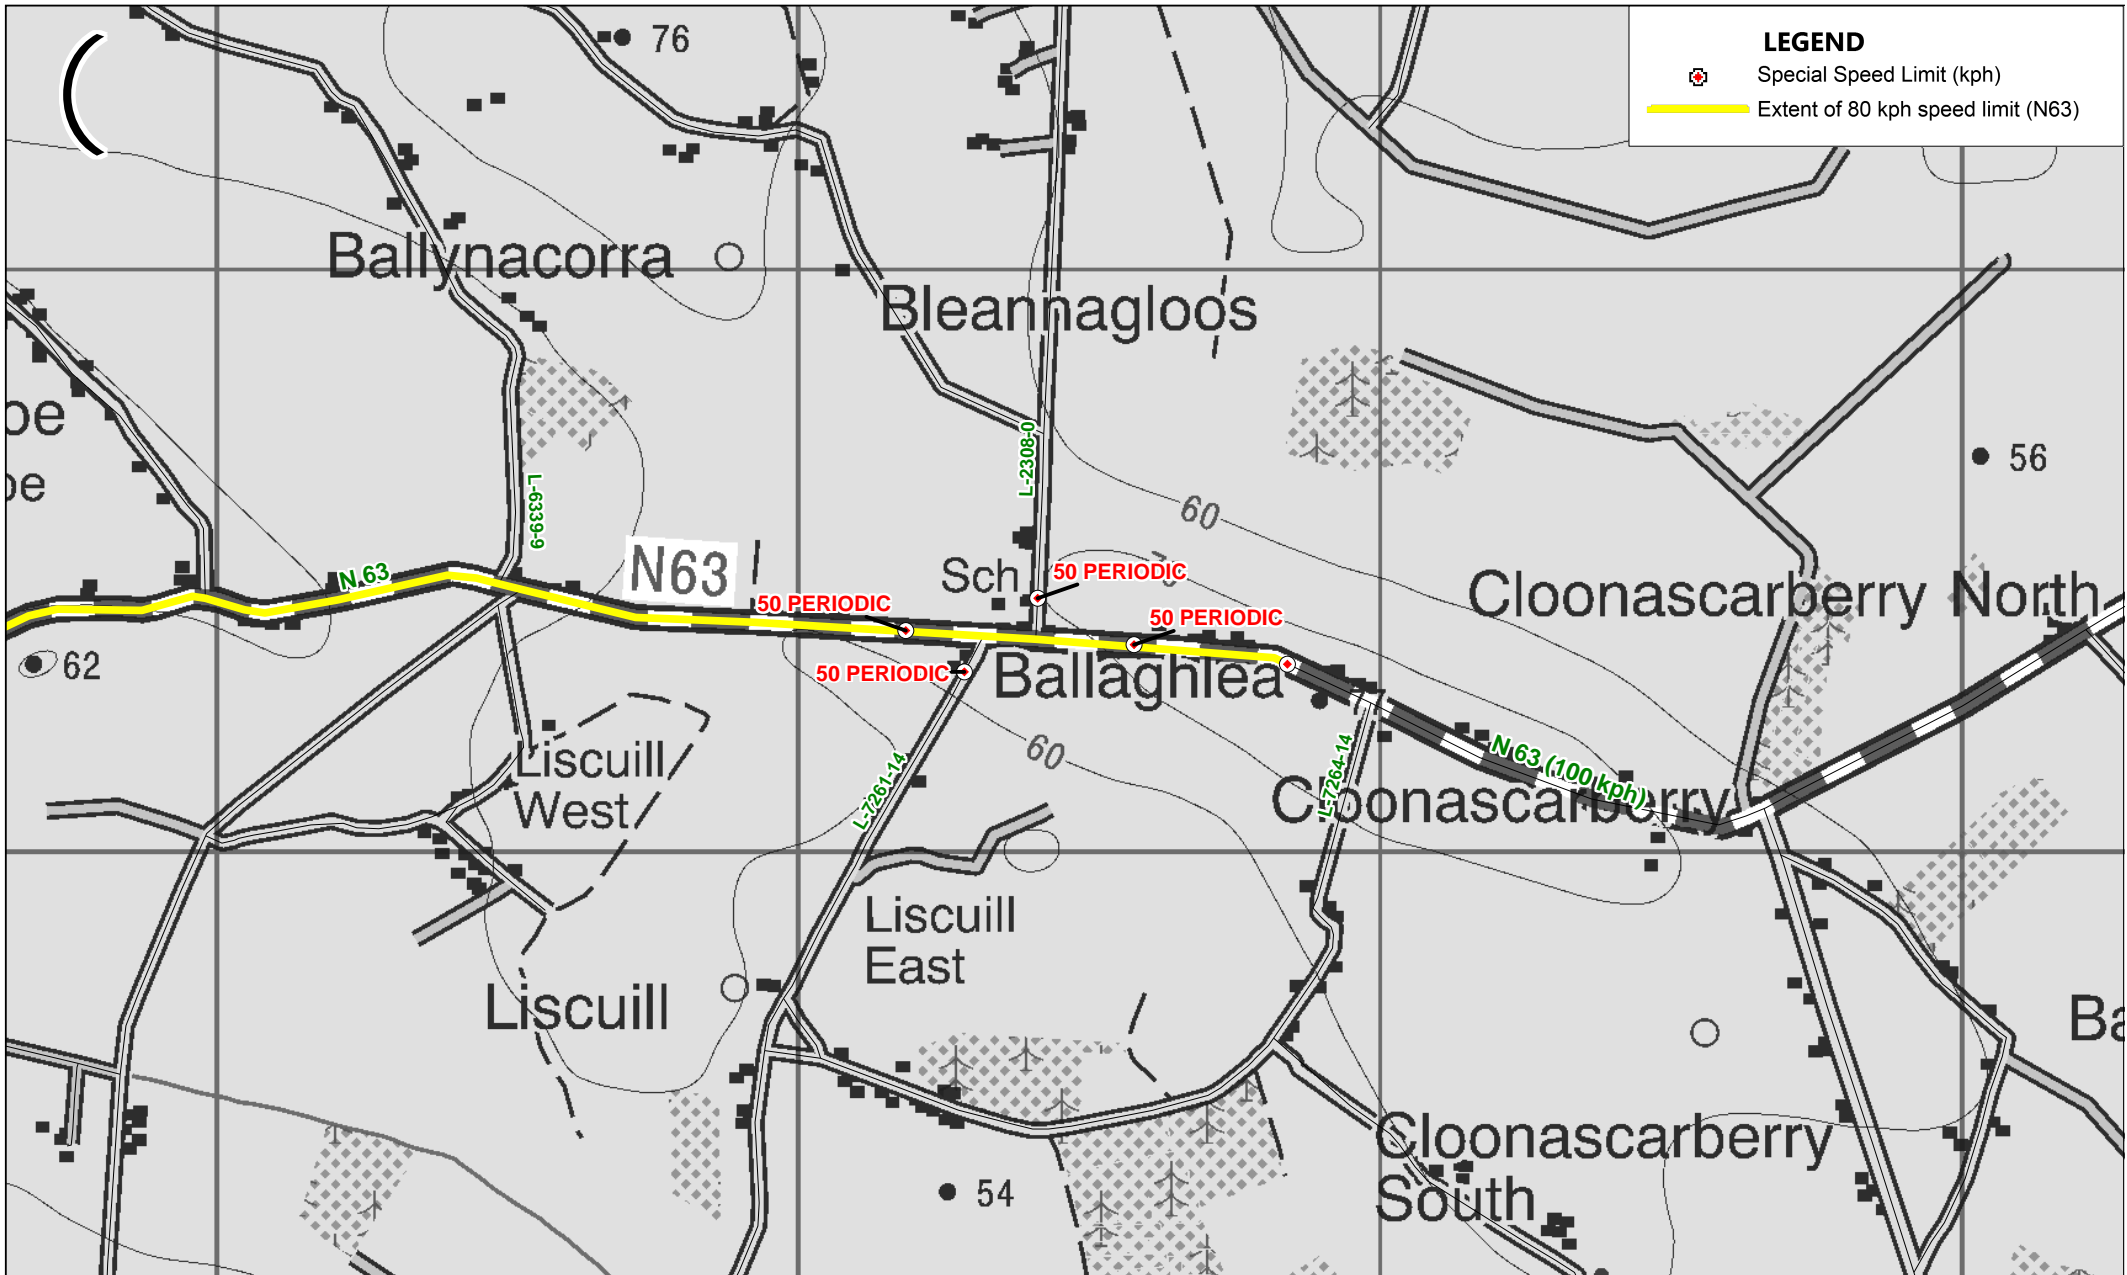 LEGEND
Special Speed Limit (kph)
Extent of 80 kph speed limit (N63)
76
Ballynacorra
Bleannagloos
oe
oe
L-6339-9
L-2308-0
60
56
N 63
N63
Sch
50 PERIODIC
50 PERIODIC
50 PERIODIC
50 PERIODIC
Cloonascarberry North
62
Ballaghlea
77
Liscuill
West
60
L-7261-14
L-7264-14
N 63 (100 kph)
Cloonascarberry
Liscuill
East
Liscuill
Ba
Cloonascarberry
South
54